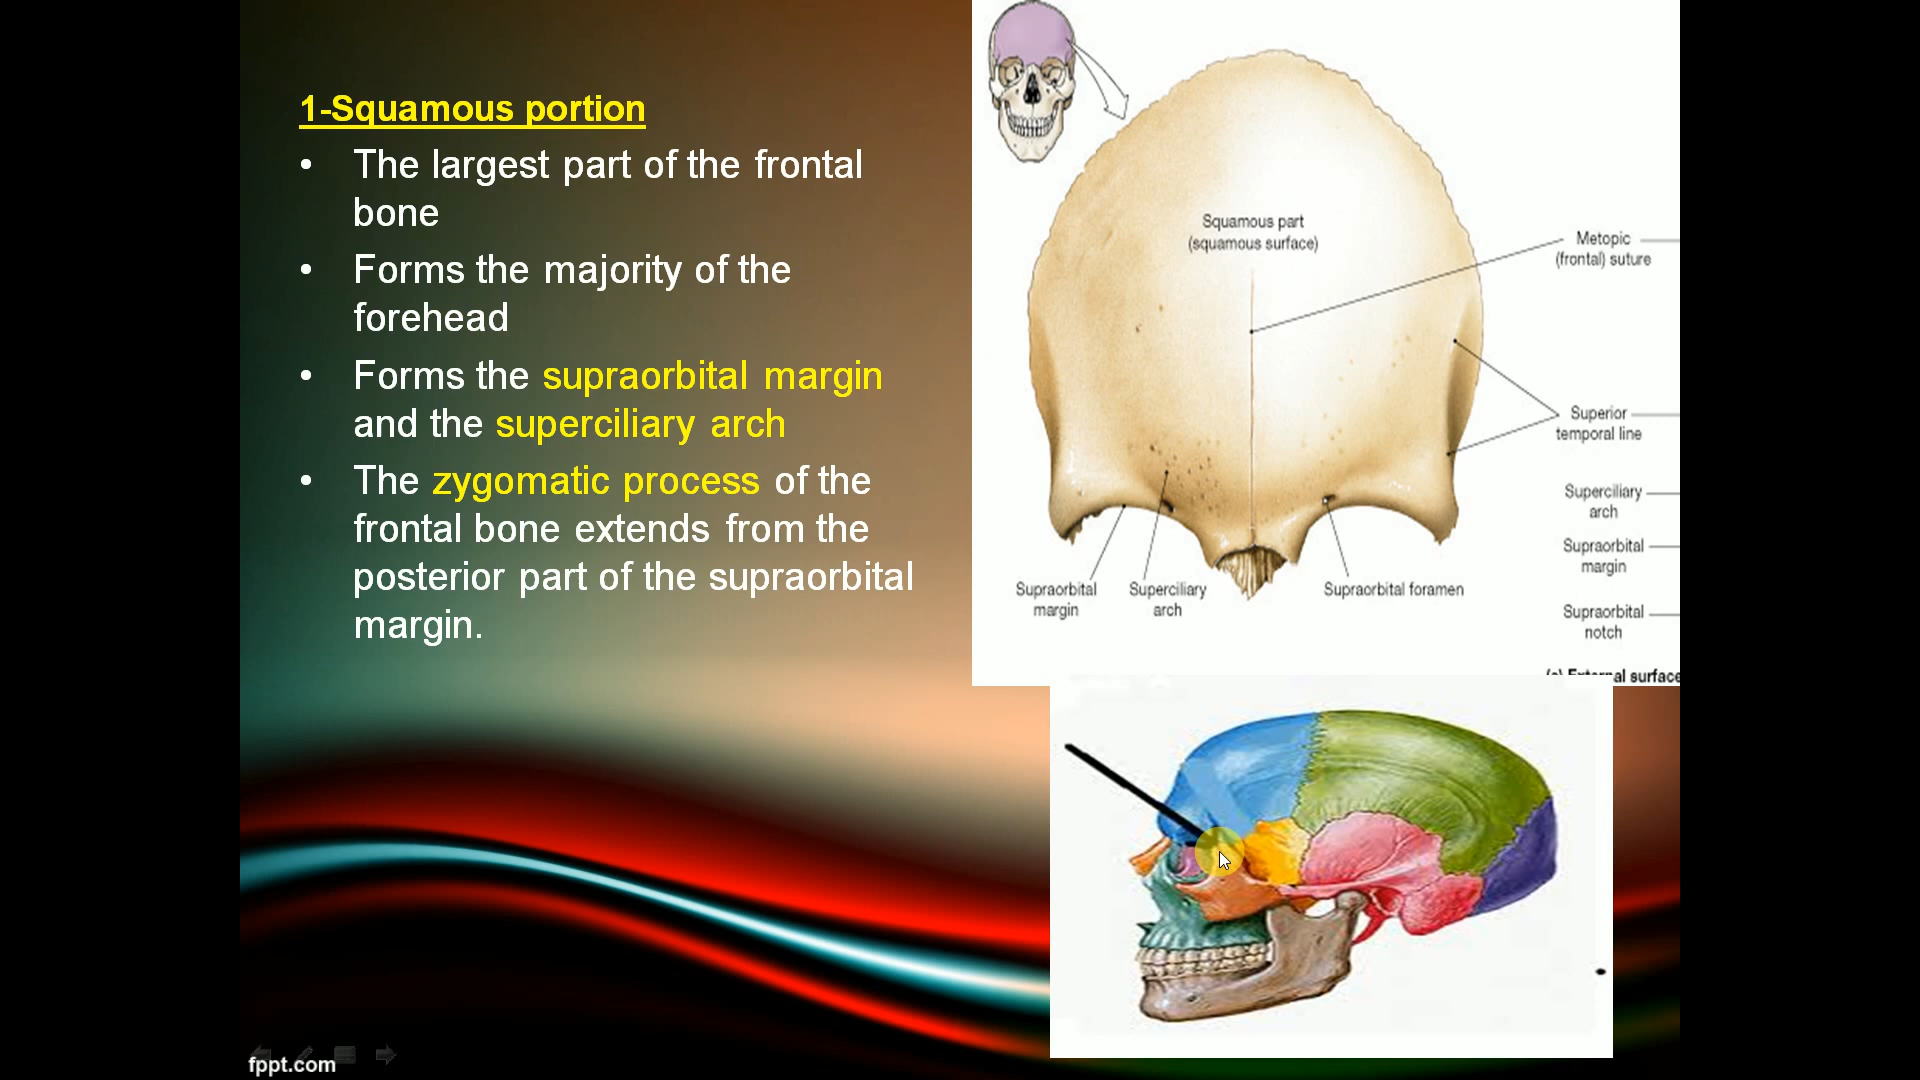 1-Squamous portion
• The largest part of the frontal
bone
• Forms the majority of the
forehead
• Forms the supraorbital margin
and the superciliary arch
• The zygomatic process of the
frontal bone extends from the
posterior part of the supraorbital
margin.
Squamous part
(squamous surface)
Metopic
(frontal) suture
Superior
temporal line
Superciliary
arch
Supraorbital
margin
Supraorbital
notch
Supraorbital
margin
Superciliary
arch
Supraorbital foramen
External surface
fppt.com